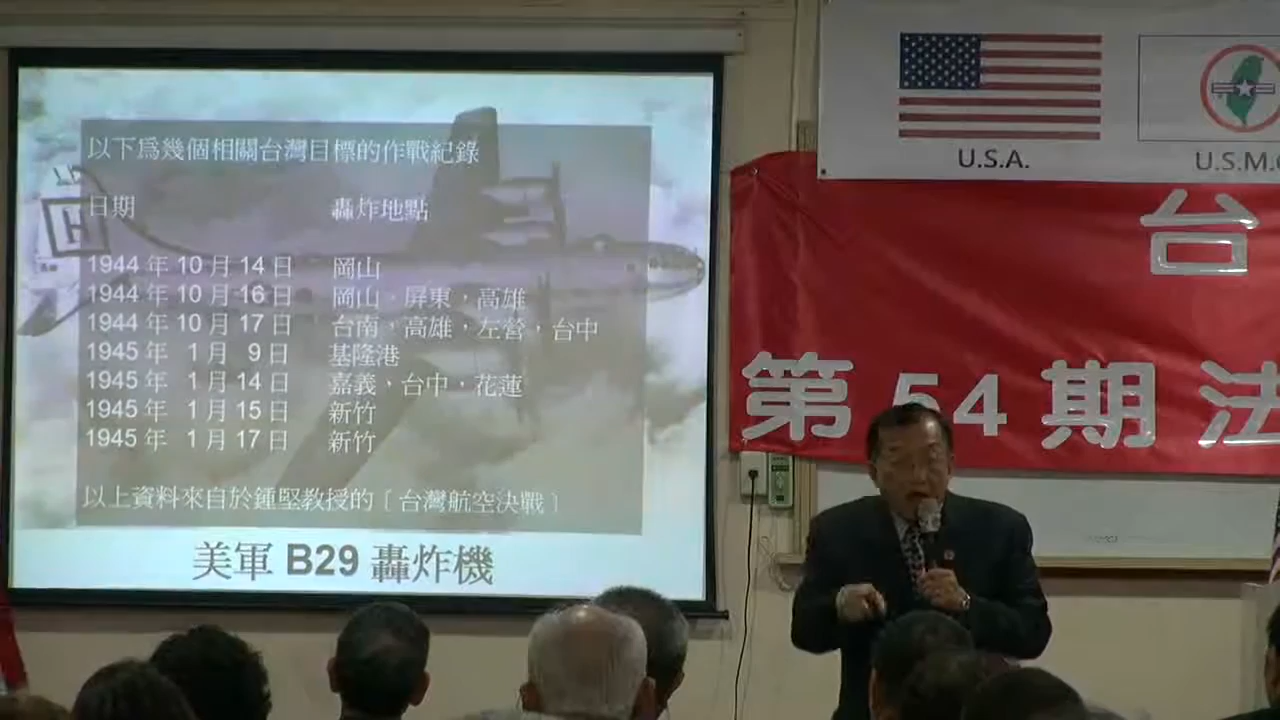 以下為幾個相關台灣目標的作戰紀錄
日期 轟炸地點
1944 年 10 月 14 日 岡山
1944 年 10 月 16 日 岡山，屏東，高雄
1944 年 10 月 17 日 台南，高雄，左營，台中
1945 年 1 月 9 日 基隆港
1945 年 1 月 14 日 嘉義，台中，花蓮
1945 年 1 月 15 日 新竹
1945 年 1 月 17 日 新竹
以上資料來自於鍾堅教授的〔台灣航空決戰〕
美軍 B29 轟炸機
H
U.S.A.
U.S.M.
台
第 54 期 法